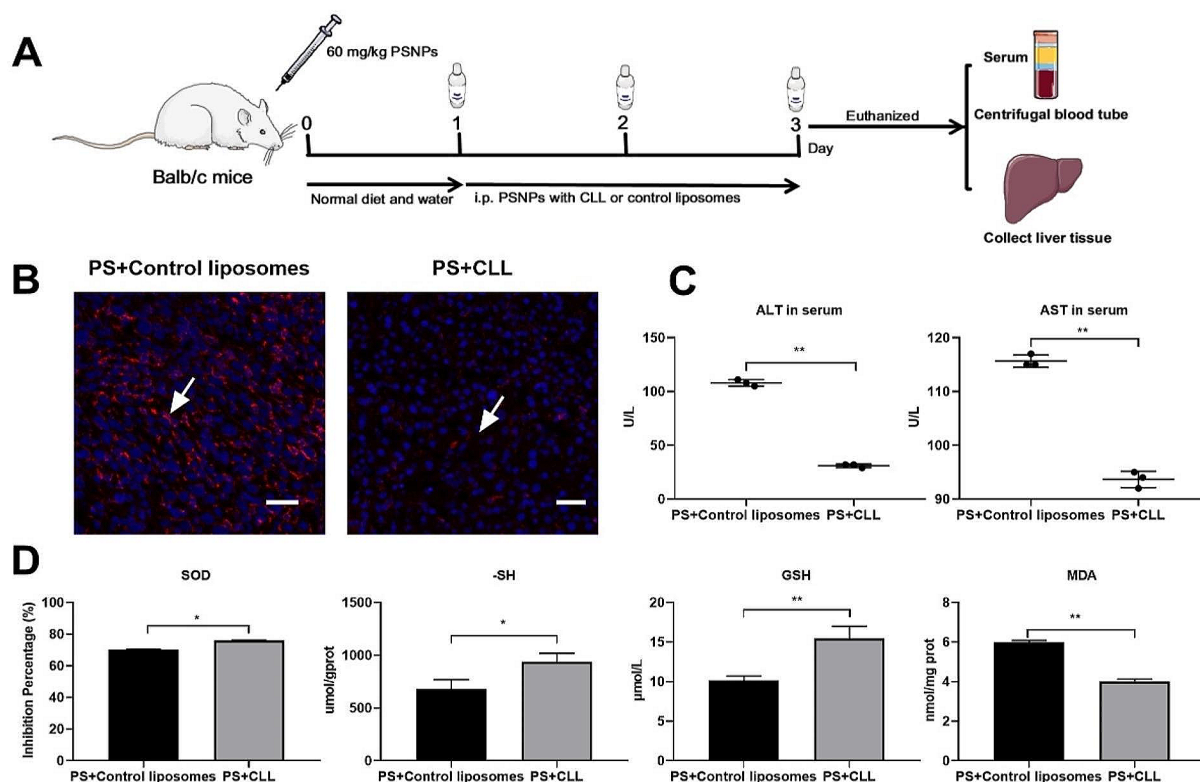 A
60 mg/kg PSNPs
Balb/c mice
0
1
2
3
Day
Normal diet and water
i.p. PSNPs with CLL or control liposomes
Euthanized
Serum
Centrifugal blood tube
Collect liver tissue
B
PS+Control liposomes
PS+CLL
C
ALT in serum
**
U/L
150
100
50
0
PS+Control liposomes
PS+CLL
AST in serum
**
U/L
120
110
100
90
PS+Control liposomes
PS+CLL
D
SOD
*
Inhibition Percentage (%)
100
80
60
40
20
0
PS+Control liposomes
PS+CLL
-SH
*
umol/gprot
1500
1000
500
0
PS+Control liposomes
PS+CLL
GSH
**
μmol/L
20
15
10
5
0
PS+Control liposomes
PS+CLL
MDA
**
nmol/mg prot
8
6
4
2
0
PS+Control liposomes
PS+CLL